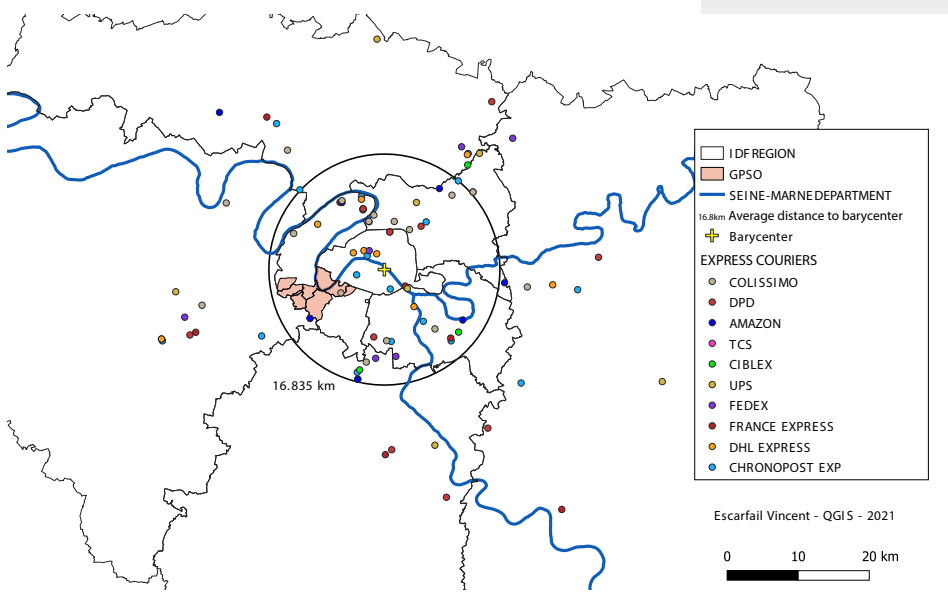 16.835 km
IDF REGION
GPSO
SEINE-MARNE DEPARTMENT
16.8km Average distance to barycenter
Barycenter
EXPRESS COURIERS
COLISSIMO
DPD
AMAZON
TCS
CIBLEX
UPS
FEDEX
FRANCE EXPRESS
DHL EXPRESS
CHRONOPOST EXP
Escarfail Vincent - QGIS - 2021
0 10 20 km